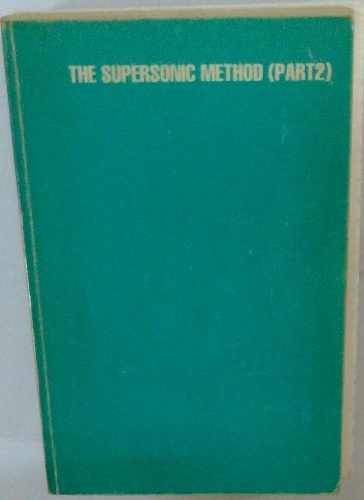 THE SUPERSONIC METHOD (PART2)